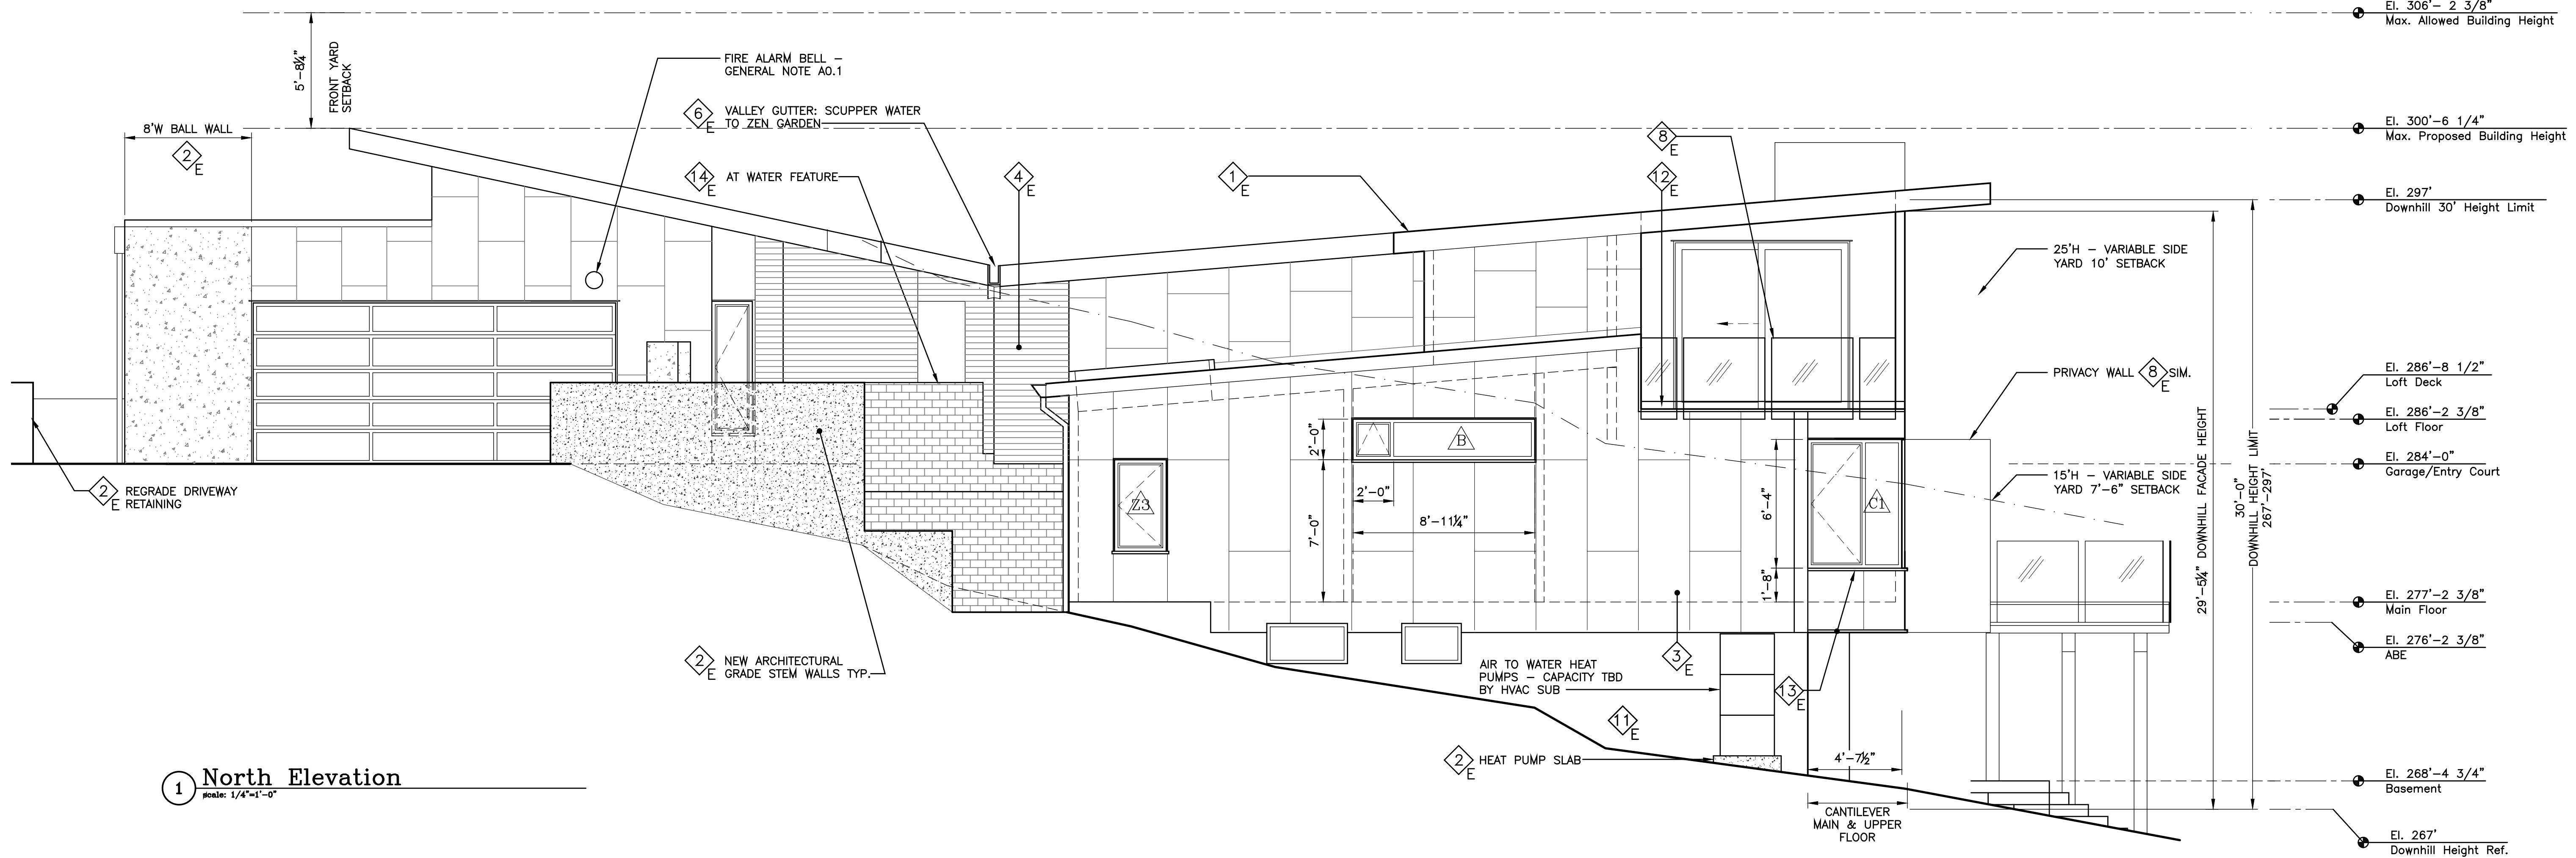 El. 306'- 2 3/8"
Max. Allowed Building Height
5'-8¼"
FRONT YARD
SETBACK
FIRE ALARM BELL –
GENERAL NOTE A0.1
6
E
VALLEY GUTTER: SCUPPER WATER
TO ZEN GARDEN
8'W BALL WALL
2
E
El. 300'-6 1/4"
Max. Proposed Building Height
8
E
14
E
AT WATER FEATURE
4
E
1
E
12
E
El. 297'
Downhill 30' Height Limit
25'H – VARIABLE SIDE
YARD 10' SETBACK
PRIVACY WALL 8 SIM.
E
El. 286'-8 1/2"
Loft Deck
El. 286'-2 3/8"
Loft Floor
El. 284'-0"
Garage/Entry Court
15'H – VARIABLE SIDE
YARD 7'-6" SETBACK
29'-5¼" DOWNHILL FACADE HEIGHT
30'-0"
DOWNHILL HEIGHT LIMIT
267'-297'
2'-0"
B
2
E
REGRADE DRIVEWAY
RETAINING
Z3
2'-0"
8'-11¼"
7'-0"
6'-4"
C1
1'-8"
El. 277'-2 3/8"
Main Floor
El. 276'-2 3/8"
ABE
2
E
NEW ARCHITECTURAL
GRADE STEM WALLS TYP.
3
E
AIR TO WATER HEAT
PUMPS – CAPACITY TBD
BY HVAC SUB
13
E
11
E
2
E
HEAT PUMP SLAB
4'-7½"
1
North Elevation
scale: 1/4"=1'-0"
El. 268'-4 3/4"
Basement
CANTILEVER
MAIN & UPPER
FLOOR
El. 267'
Downhill Height Ref.